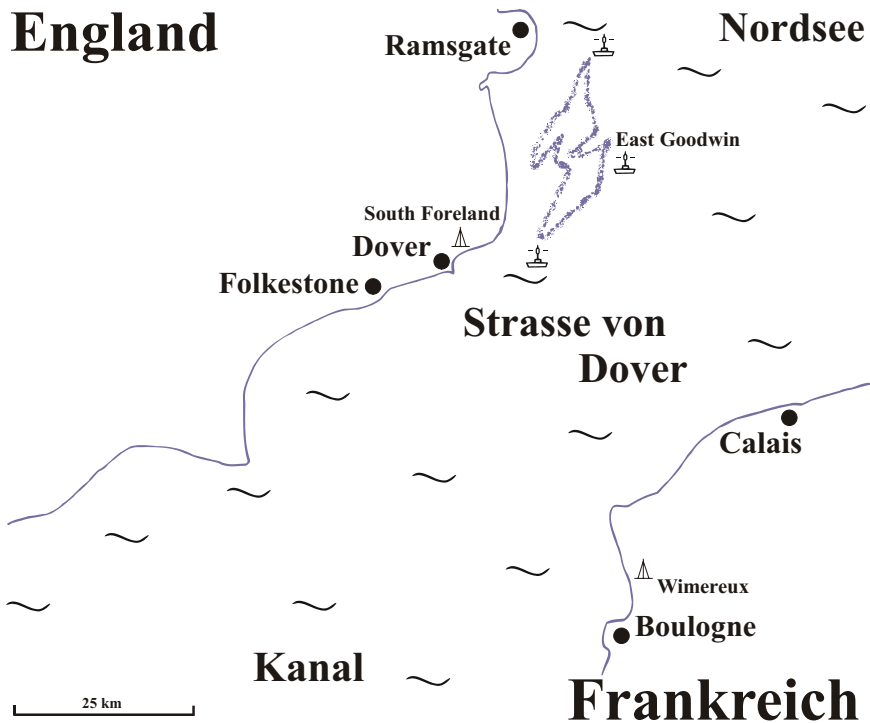 England
Nordsee
Ramsgate
East Goodwin
South Foreland
Dover
Folkestone
Strasse von
Dover
Calais
Wimereux
Boulogne
Kanal
Frankreich
25 km